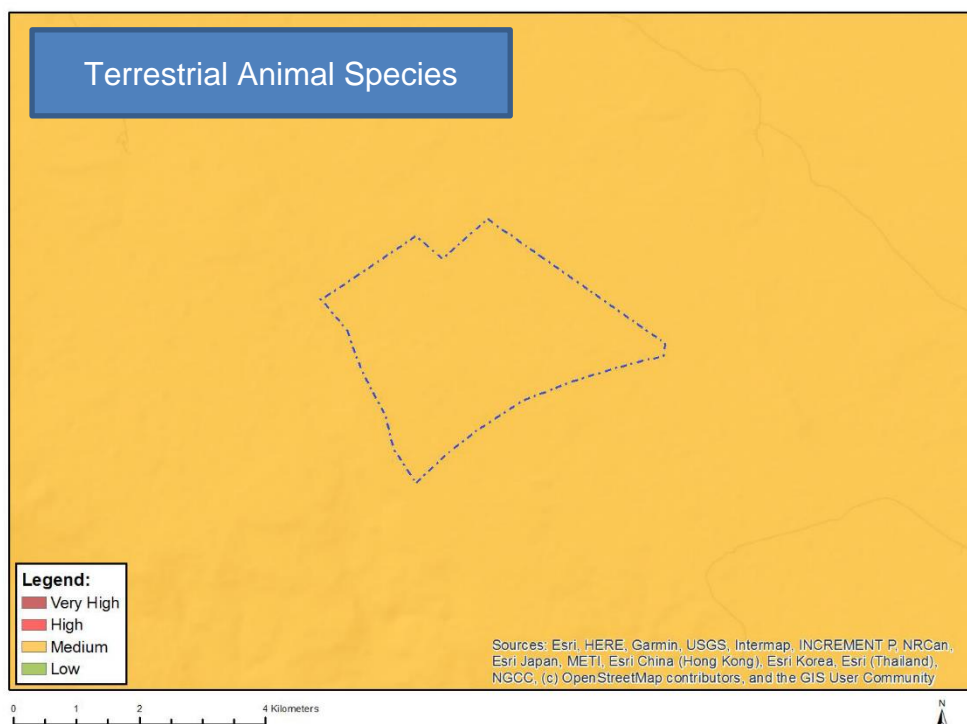 Terrestrial Animal Species
Legend:
Very High
High
Medium
Low
Sources: Esri, HERE, Garmin, USGS, Intermap, INCREMENT P, NRCan,
Esri Japan, METI, Esri China (Hong Kong), Esri Korea, Esri (Thailand),
NGCC, (c) OpenStreetMap contributors, and the GIS User Community
0 1 2 4 Kilometers
N